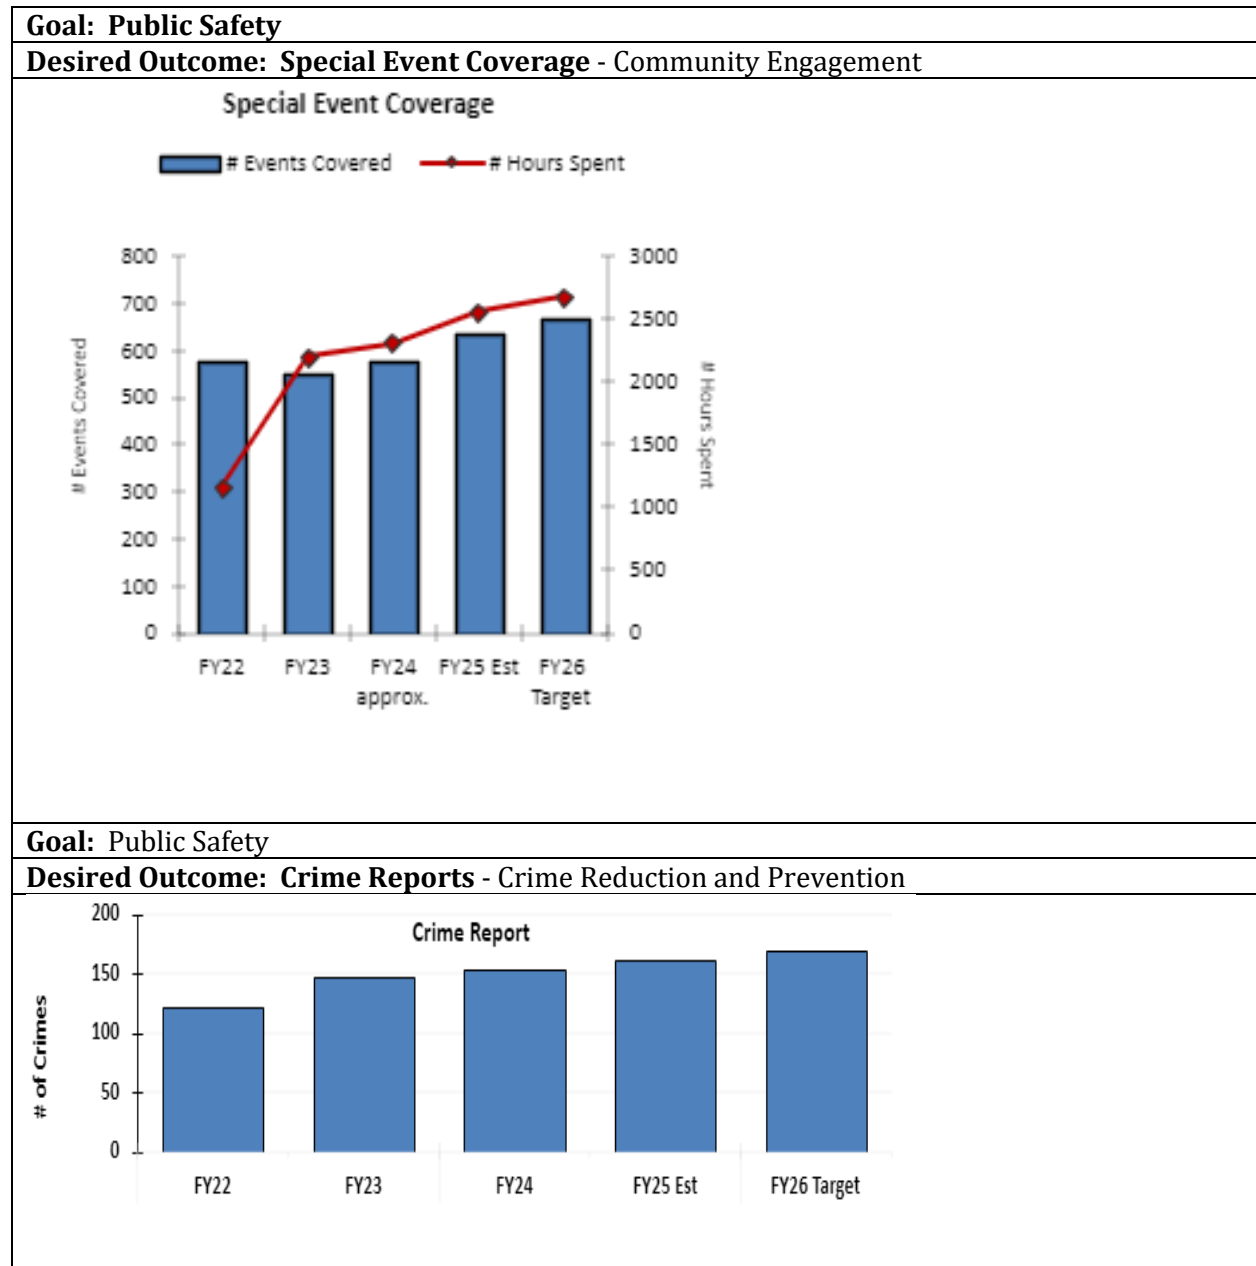 Goal: Public Safety
Desired Outcome: Special Event Coverage - Community Engagement
Special Event Coverage
# Events Covered # Hours Spent
800 3000
700
600 2500
500 2000
400 1500
300 1000
200
100 500
0 0
# Events Covered
# Hours Spent
FY22 FY23 FY24 FY25 Est FY26
approx. Target
Goal: Public Safety
Desired Outcome: Crime Reports - Crime Reduction and Prevention
Crime Report
200
150
100
50
0
# of Crimes
FY22 FY23 FY24 FY25 Est FY26 Target